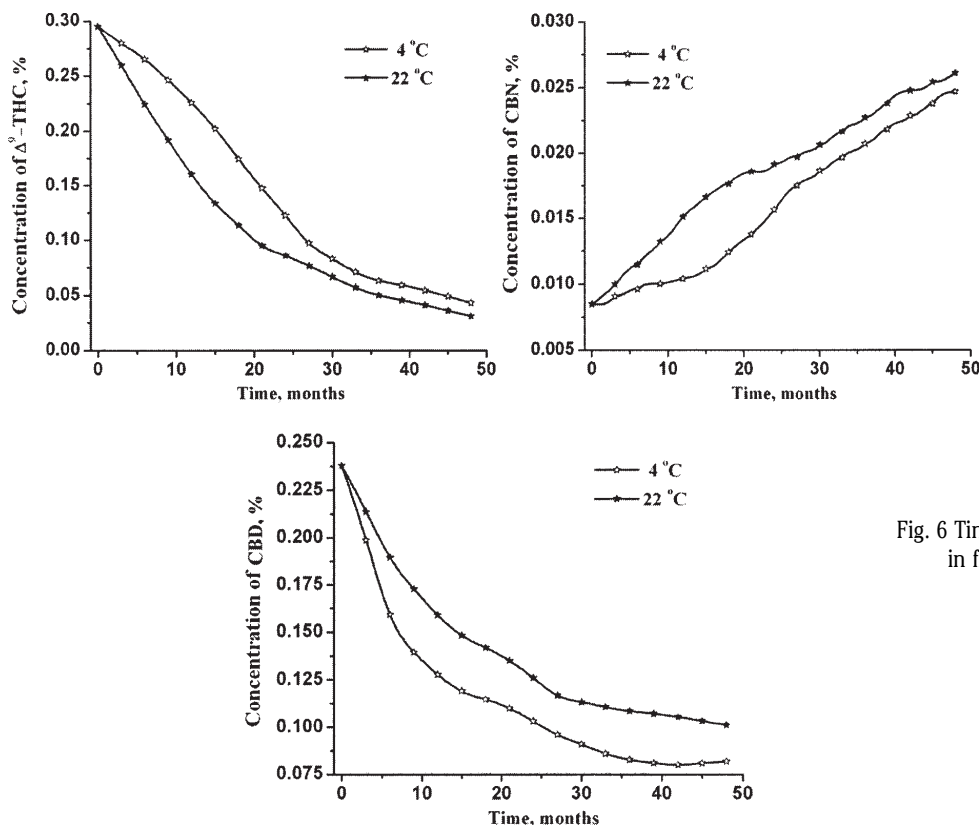 0.30
0.25
0.20
0.15
0.10
0.05
0.00
Concentration of Δ⁹-THC, %
4 °C
22 °C
0 10 20 30 40 50
Time, months
0.030
0.025
0.020
0.015
0.010
0.005
Concentration of CBN, %
4 °C
22 °C
0 10 20 30 40 50
Time, months
0.250
0.225
0.200
0.175
0.150
0.125
0.100
0.075
Concentration of CBD, %
4 °C
22 °C
0 10 20 30 40 50
Time, months
Fig. 6
in